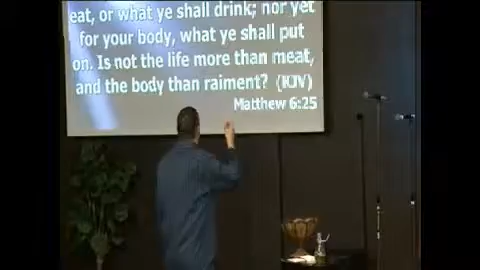 eat, or what ye shall drink; nor yet
for your body, what ye shall put
on. Is not the life more than meat,
and the body than raiment? (KJV)
Matthew 6:25